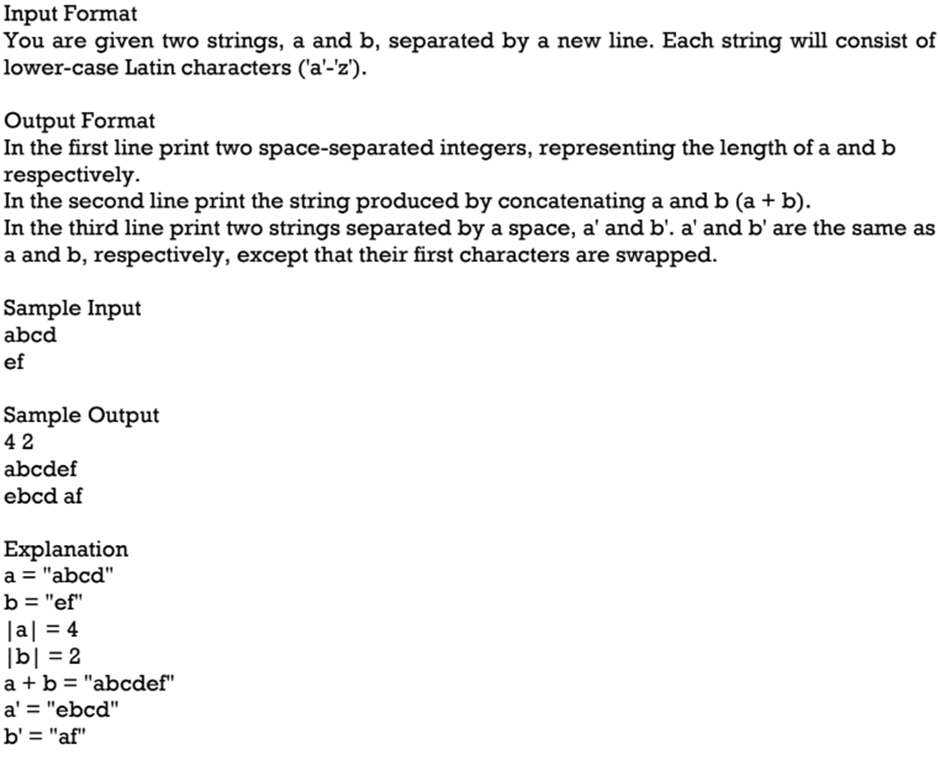 Input Format
You are given two strings, a and b, separated by a new line. Each string will consist of
lower-case Latin characters ('a'-'z').
Output Format
In the first line print two space-separated integers, representing the length of a and b
respectively.
In the second line print the string produced by concatenating a and b (a + b).
In the third line print two strings separated by a space, a' and b'. a' and b' are the same as
a and b, respectively, except that their first characters are swapped.
Sample Input
abcd
ef
Sample Output
4 2
abcdef
ebcd af
Explanation
a = "abcd"
b = "ef"
|a| = 4
|b| = 2
a + b = "abcdef"
a' = "ebcd"
b' = "af"